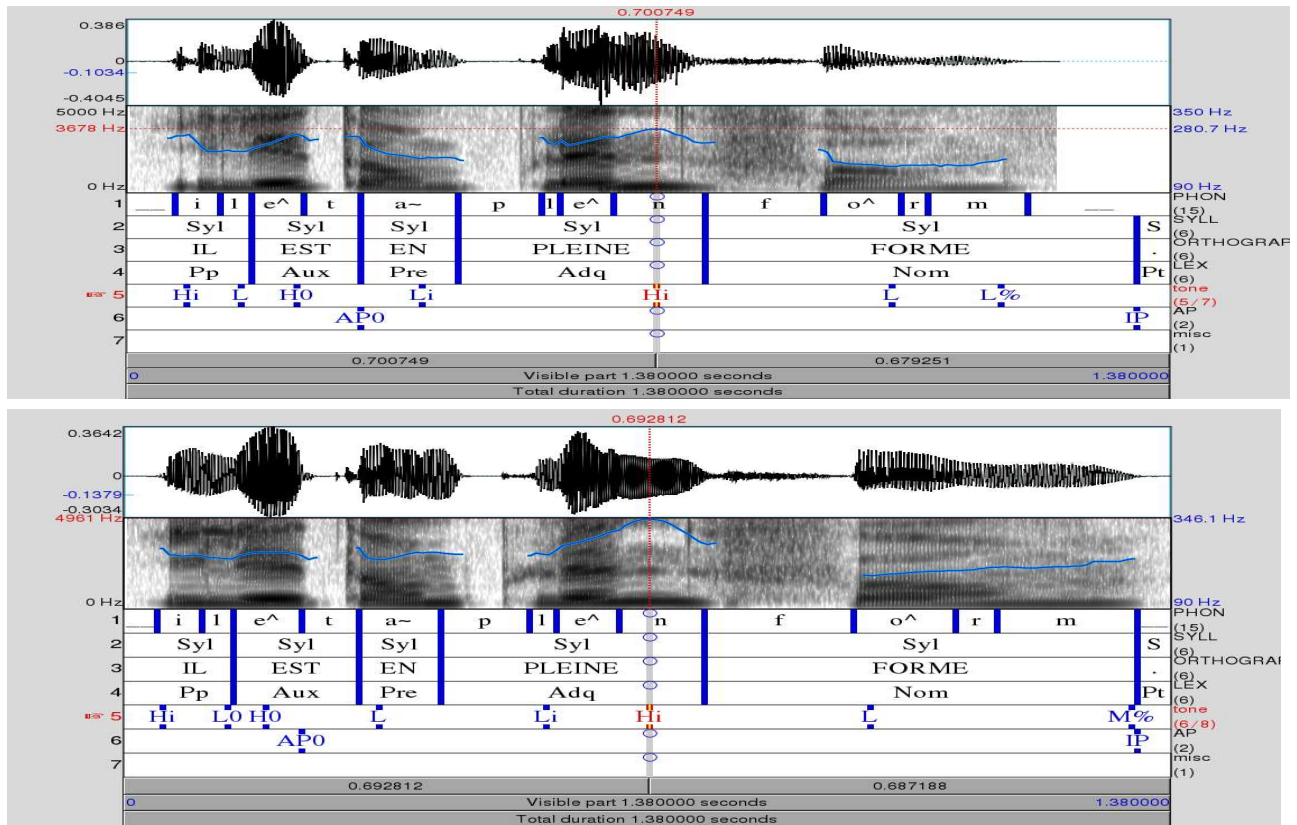 0.700749
0.386
0
-0.1034
-0.4045
5000 Hz 350 Hz
3678 Hz 280.7 Hz
0 Hz 90 Hz
1 __ i l e^ t a~ p l e^ n f o^ r m __ PHON (15)
2 Syl Syl Syl Syl Syl S SYLL (6)
3 IL EST EN PLEINE FORME . ORTHOGRAP (6)
4 Pp Aux Pre Adq Nom Pt LEX (6)
5 Hi L H0 Li Hi L L% tone (5/7)
6 AP0 IP AP (2)
7 misc (1)
0.700749 0.679251
0 Visible part 1.380000 seconds 1.380000
Total duration 1.380000 seconds
0.692812
0.3642
0
-0.1379
-0.3034
4961 Hz 346.1 Hz
0 Hz 90 Hz
1 __ i l e^ t a~ p l e^ n f o^ r m __ PHON (15)
2 Syl Syl Syl Syl Syl S SYLL (6)
3 IL EST EN PLEINE FORME . ORTHOGRAP (6)
4 Pp Aux Pre Adq Nom Pt LEX (6)
5 Hi L0 H0 L Li Hi L M% tone (6/8)
6 AP0 IP AP (2)
7 misc (1)
0.692812 0.687188
0 Visible part 1.380000 seconds 1.380000
Total duration 1.380000 seconds